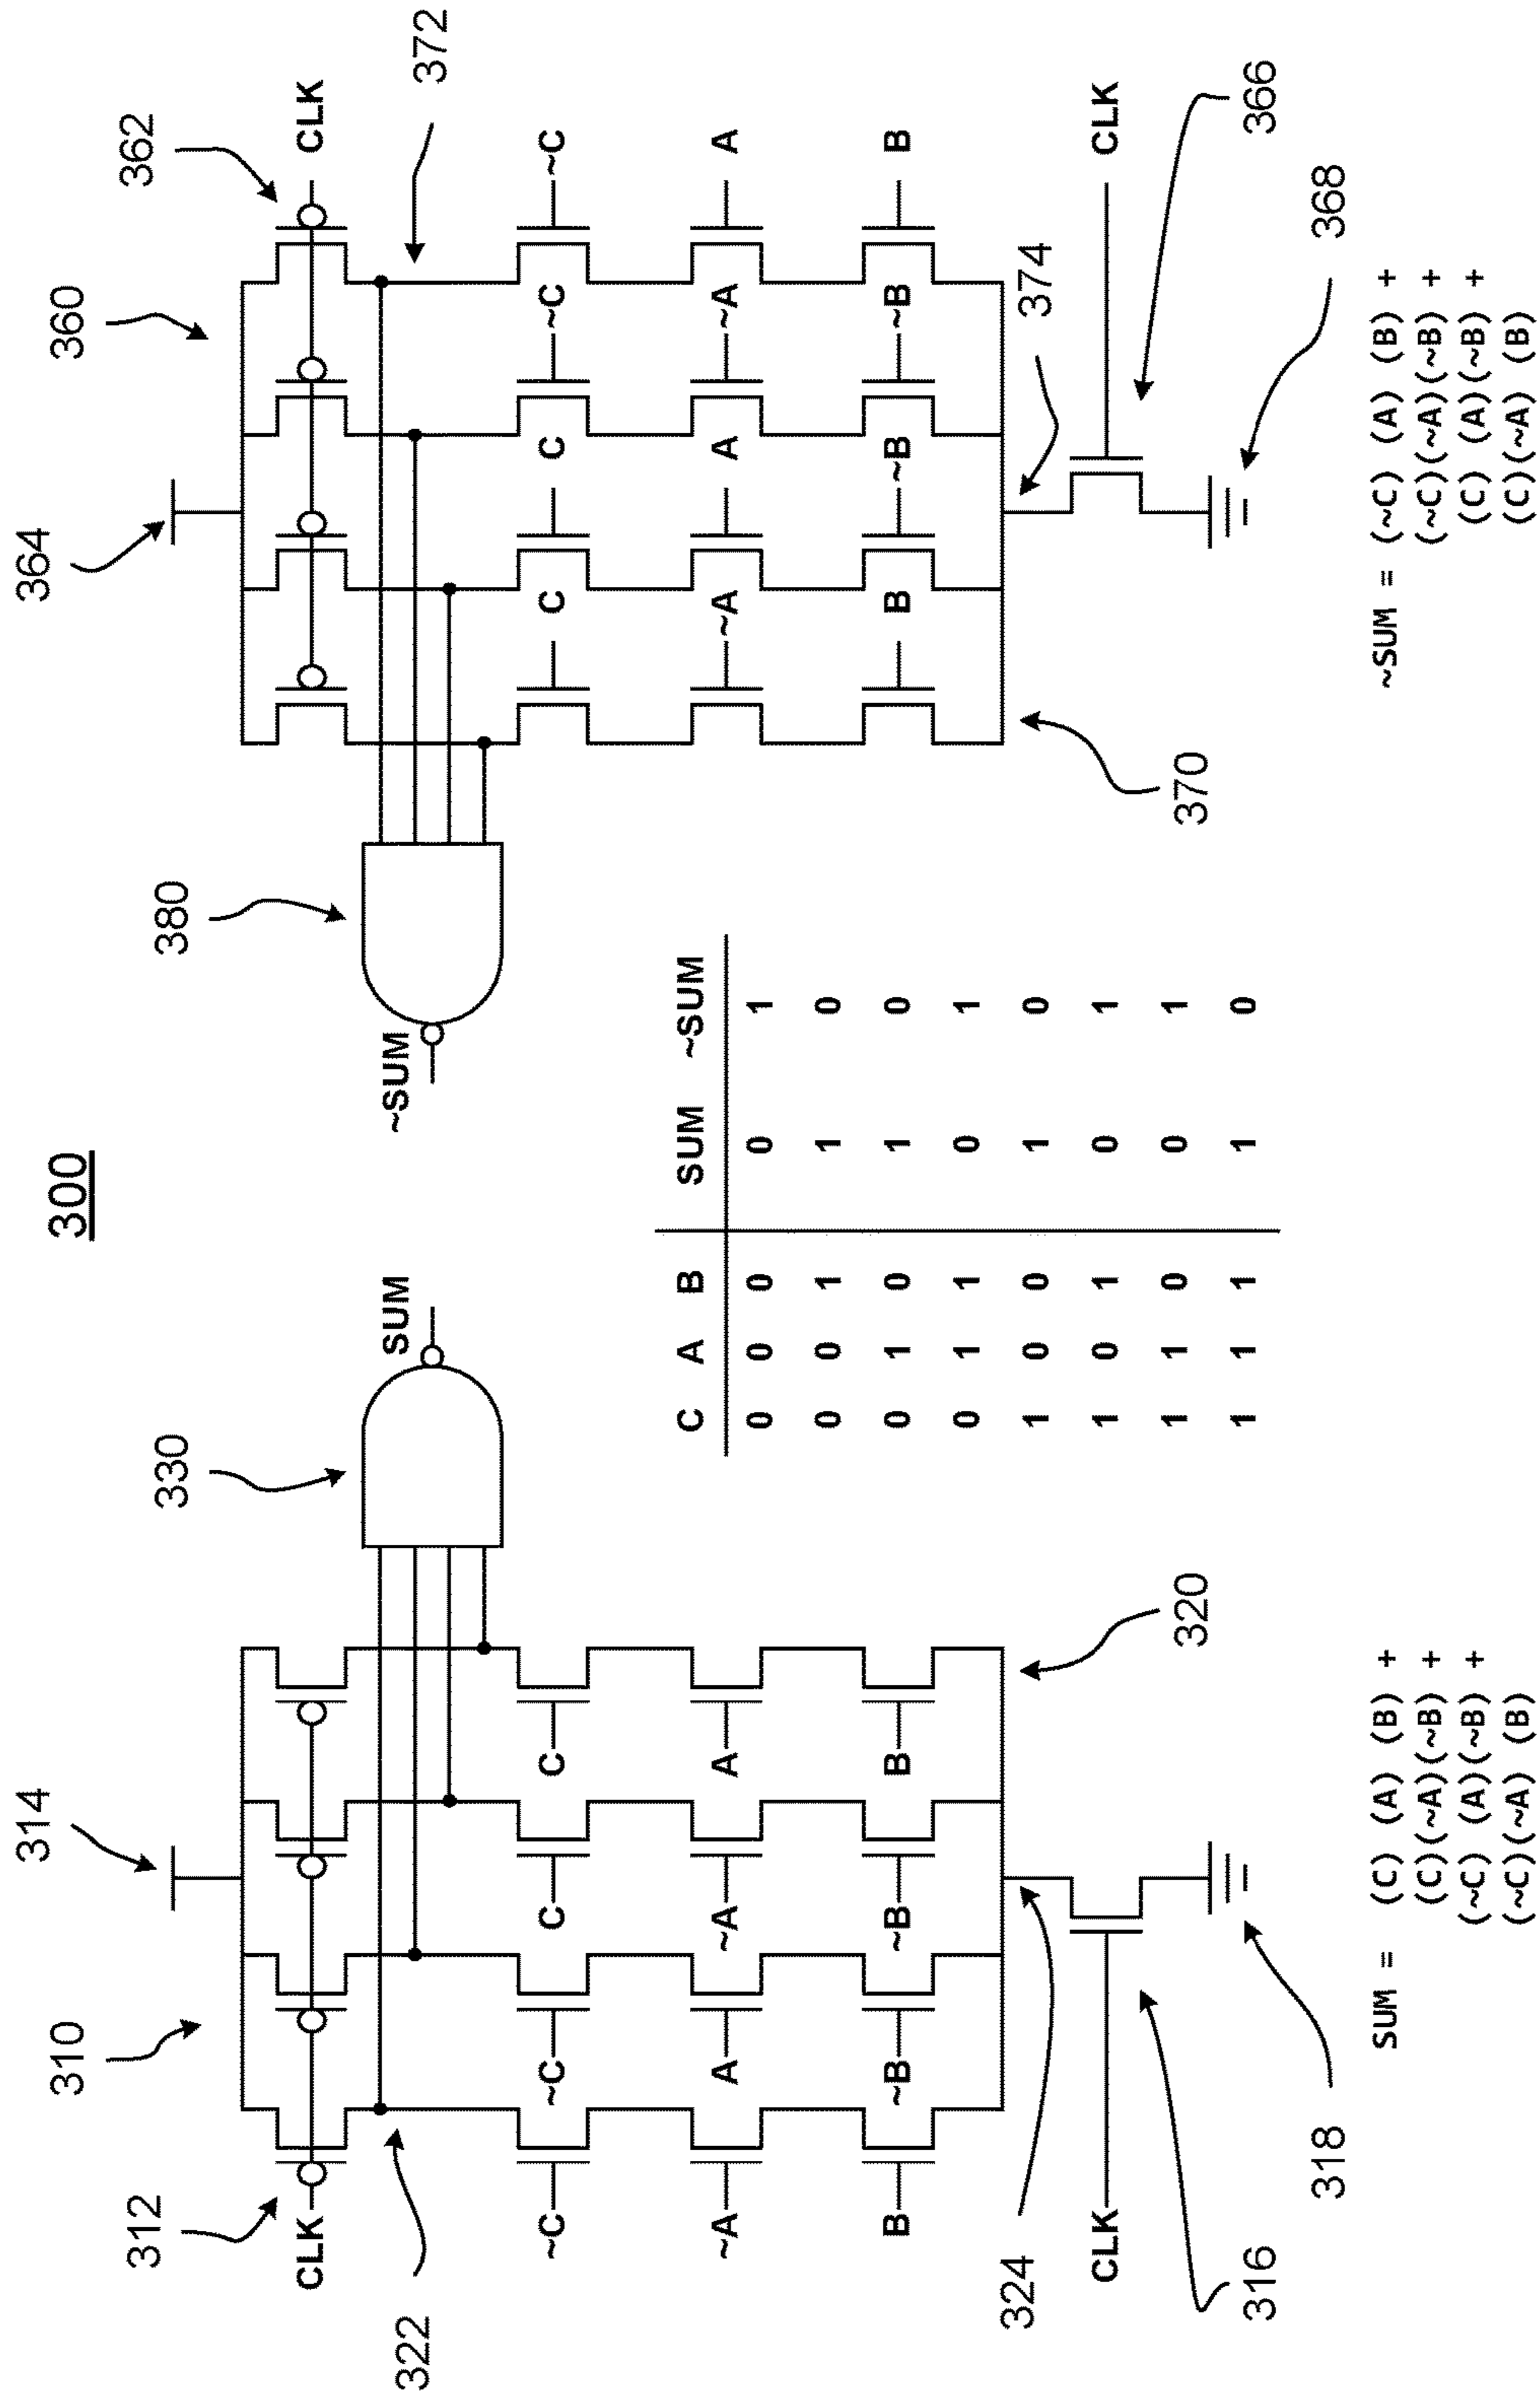 300
314
364
310
360
312
362
330
380
CLK
CLK
SUM
~SUM
322
372
~C ~C C C
C C ~C ~C
~A A ~A A
~A A ~A A
B ~B ~B B
B ~B ~B B
C A B SUM ~SUM
0 0 0 0 1
0 0 1 1 0
0 1 0 1 0
0 1 1 0 1
1 0 0 1 0
1 0 1 0 1
1 1 0 0 1
1 1 1 1 0
324
374
CLK
CLK
320
370
316
366
318
368
SUM = (C) (A) (B) +
(C)(~A)(~B) +
(~C) (A)(~B) +
(~C)(~A) (B)
~SUM = (~C) (A) (B) +
(~C)(~A)(~B) +
(C) (A)(~B) +
(C)(~A) (B)